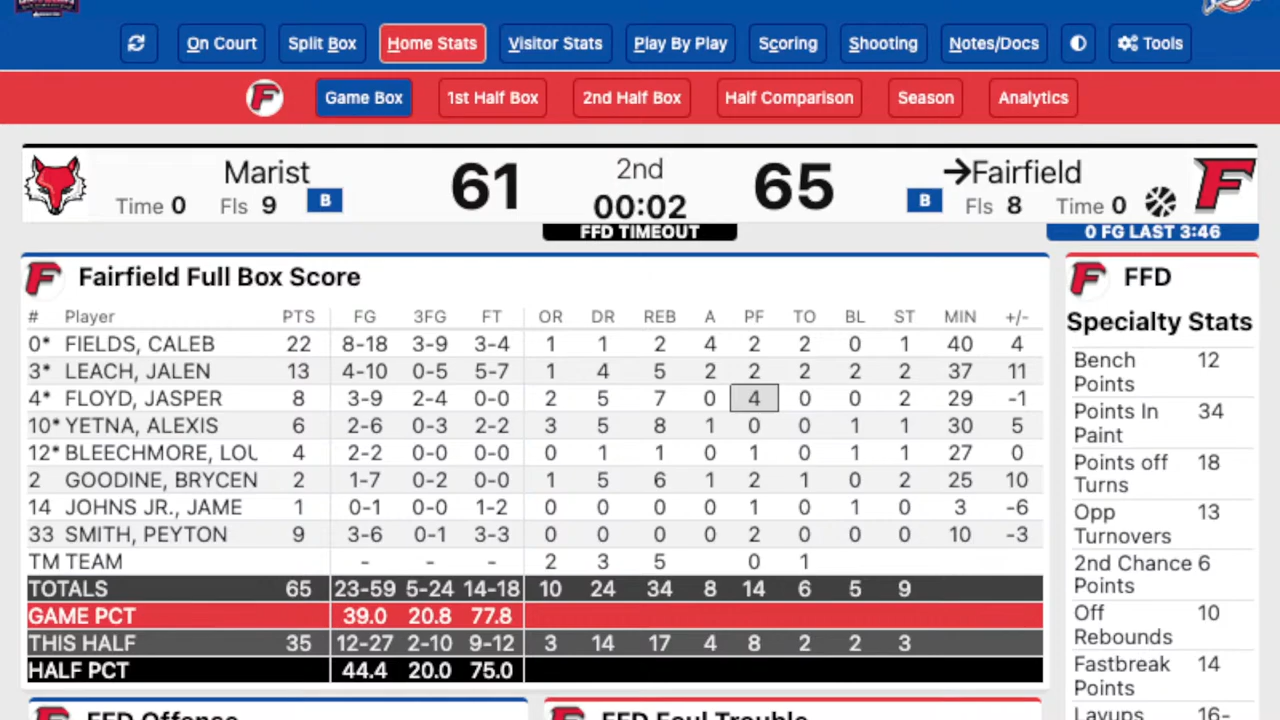 On Court Split Box Home Stats Visitor Stats Play By Play Scoring Shooting Notes/Docs Tools
F Game Box 1st Half Box 2nd Half Box Half Comparison Season Analytics
Marist 61 2nd 65 →Fairfield F
Time 0 Fls 9 B 00:02 B Fls 8 Time 0
FFD TIMEOUT 0 FG LAST 3:46
F Fairfield Full Box Score
# Player PTS FG 3FG FT OR DR REB A PF TO BL ST MIN +/-
0* FIELDS, CALEB 22 8-18 3-9 3-4 1 1 2 4 2 2 0 1 40 4
3* LEACH, JALEN 13 4-10 0-5 5-7 1 4 5 2 2 2 2 2 37 11
4* FLOYD, JASPER 8 3-9 2-4 0-0 2 5 7 0 4 0 0 2 29 -1
10* YETNA, ALEXIS 6 2-6 0-3 2-2 3 5 8 1 0 0 1 1 30 5
12* BLEECHMORE, LOU 4 2-2 0-0 0-0 0 1 1 0 1 0 1 1 27 0
2 GOODINE, BRYCEN 2 1-7 0-2 0-0 1 5 6 1 2 1 0 2 25 10
14 JOHNS JR., JAME 1 0-1 0-0 1-2 0 0 0 0 1 0 1 0 3 -6
33 SMITH, PEYTON 9 3-6 0-1 3-3 0 0 0 0 2 0 0 0 10 -3
TM TEAM - - - 2 3 5 0 1
TOTALS 65 23-59 5-24 14-18 10 24 34 8 14 6 5 9
GAME PCT 39.0 20.8 77.8
THIS HALF 35 12-27 2-10 9-12 3 14 17 4 8 2 2 3
HALF PCT 44.4 20.0 75.0
F FFD
Specialty Stats
Bench 12
Points
Points In 34
Paint
Points off 18
Turns
Opp 13
Turnovers
2nd Chance 6
Points
Off 10
Rebounds
Fastbreak 14
Points
Layups 16-
FFD Offense
FFD Foul Trouble